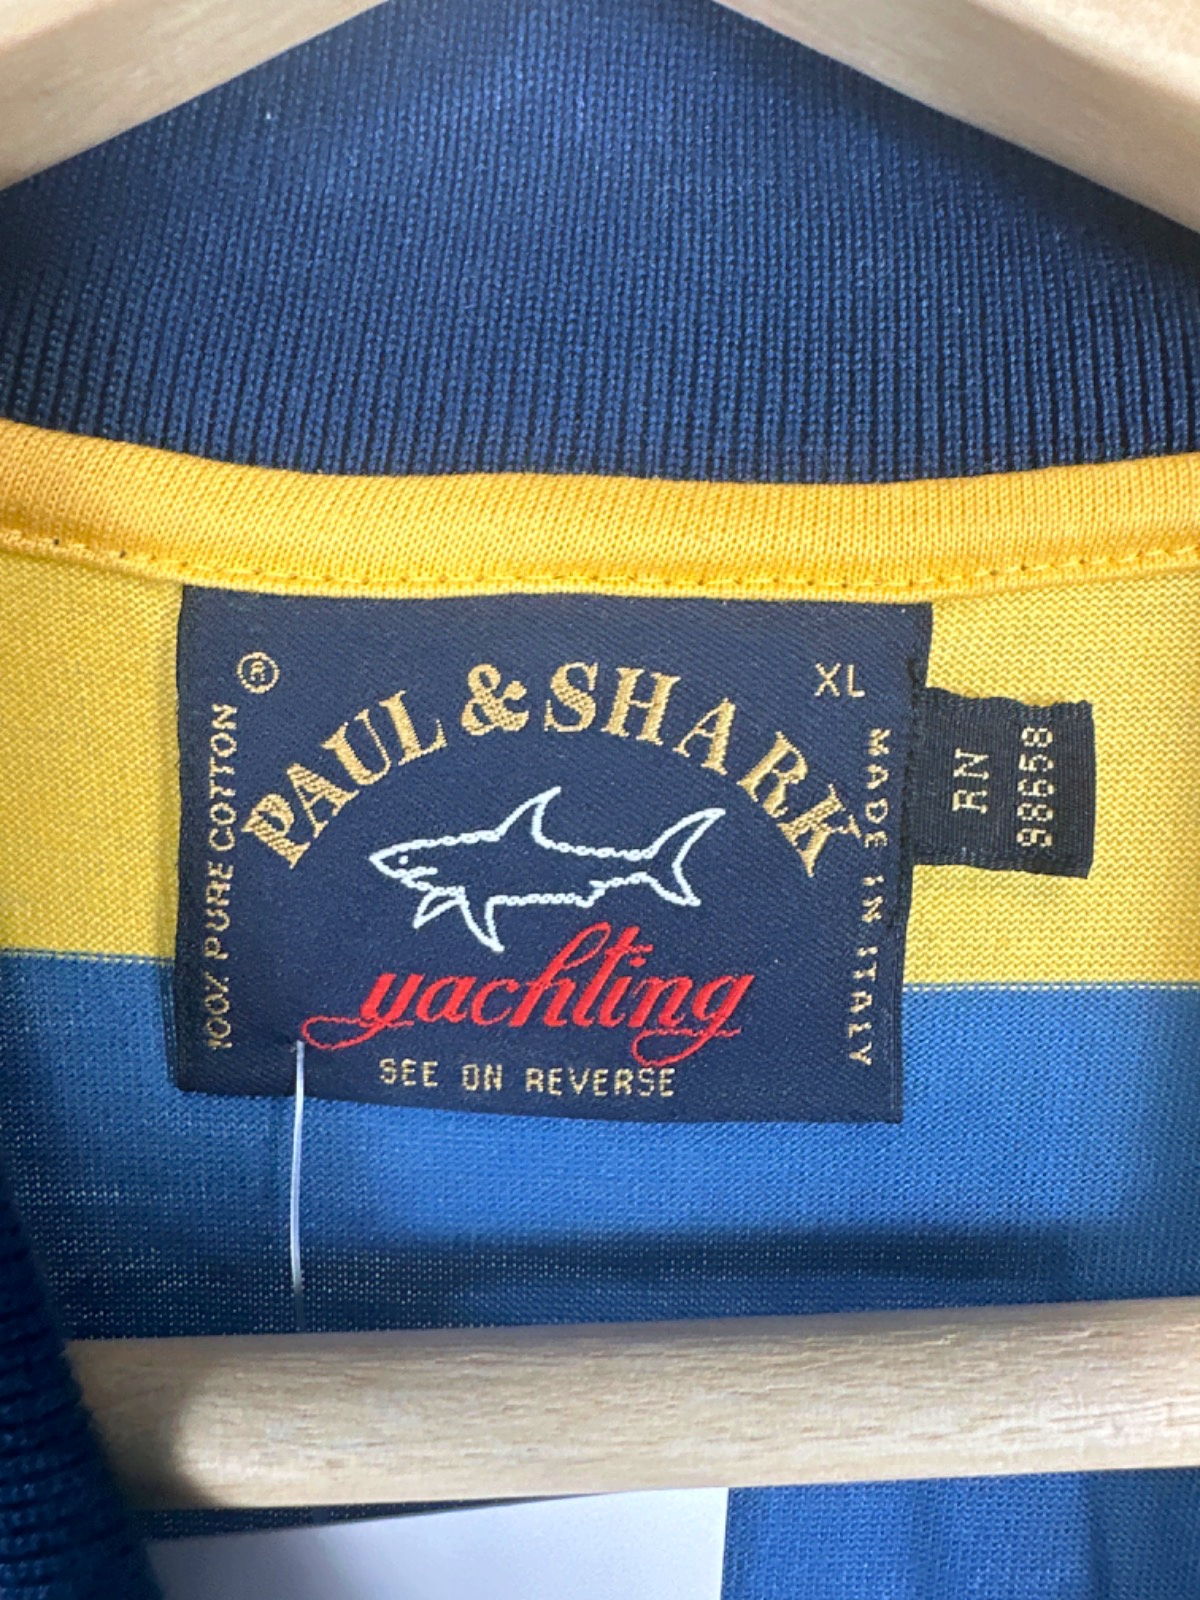 ®
PAUL & SHARK
XL
100% PURE COTTON
MADE IN ITALY
yachting
SEE ON REVERSE
RN
98658